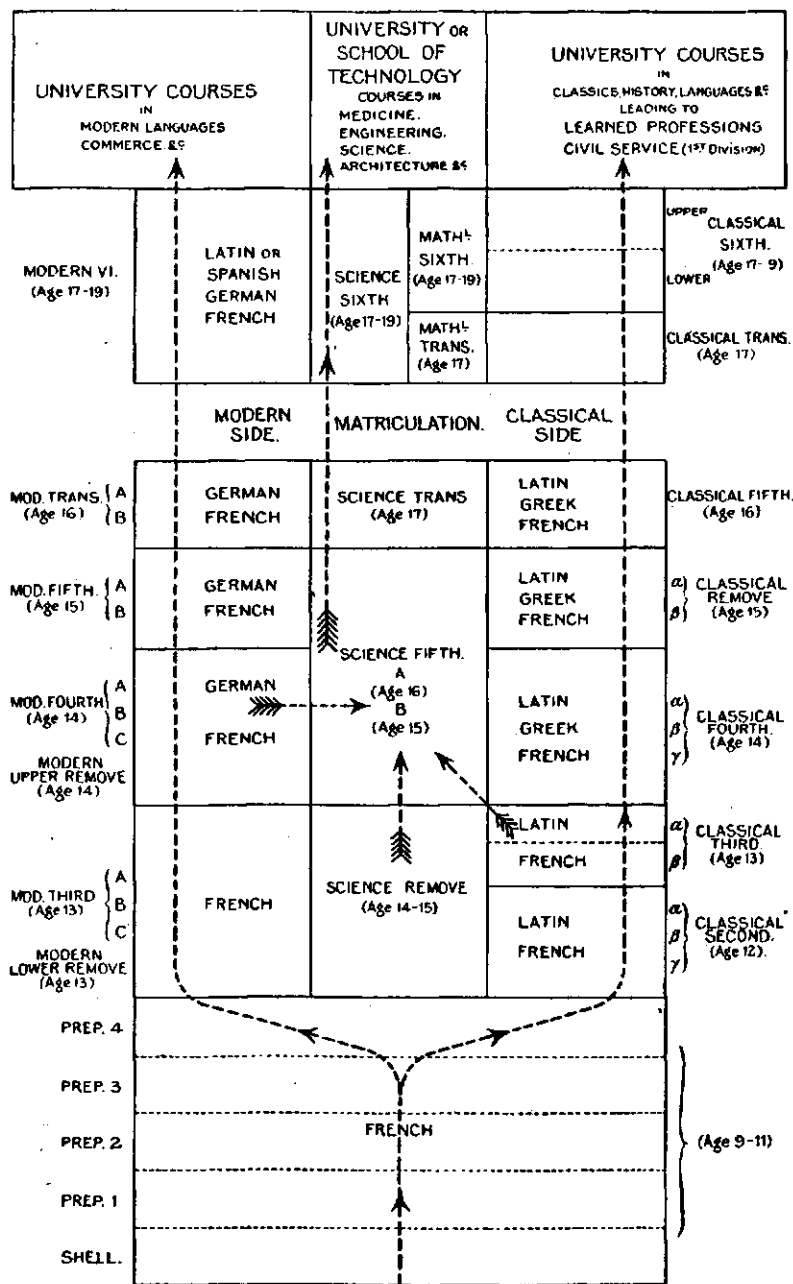 UNIVERSITY COURSES
IN
MODERN LANGUAGES
COMMERCE. &c
UNIVERSITY OR
SCHOOL OF
TECHNOLOGY
COURSES IN
MEDICINE.
ENGINEERING.
SCIENCE.
ARCHITECTURE &c
UNIVERSITY COURSES
IN
CLASSICS, HISTORY, LANGUAGES &c
LEADING TO
LEARNED PROFESSIONS
CIVIL SERVICE (1ST DIVISION)
MODERN VI.
(Age 17-19)
LATIN OR
SPANISH
GERMAN
FRENCH
SCIENCE
SIXTH
(Age 17-19)
MATHL
SIXTH.
(Age 17-19)
MATHL
TRANS.
(Age 17)
UPPER
LOWER
CLASSICAL
SIXTH.
(Age 17-9)
CLASSICAL TRANS.
(Age 17)
MODERN
SIDE.
MATRICULATION.
CLASSICAL
SIDE
MOD. TRANS.
(Age 16)
A
B
GERMAN
FRENCH
SCIENCE TRANS
(Age 17)
LATIN
GREEK
FRENCH
CLASSICAL FIFTH.
(Age 16)
MOD. FIFTH.
(Age 15)
A
B
GERMAN
FRENCH
LATIN
GREEK
FRENCH
α
β
CLASSICAL
REMOVE
(Age 15)
SCIENCE FIFTH.
A
(Age 16)
B
(Age 15)
MOD. FOURTH
(Age 14)
A
B
C
MODERN
UPPER REMOVE
(Age 14)
GERMAN
FRENCH
LATIN
GREEK
FRENCH
α
β
γ
CLASSICAL
FOURTH.
(Age 14)
LATIN
FRENCH
α
β
CLASSICAL
THIRD.
(Age 13)
MOD. THIRD
(Age 13)
A
B
C
MODERN
LOWER REMOVE
(Age 13)
FRENCH
SCIENCE REMOVE
(Age 14-15)
LATIN
FRENCH
α
β
γ
CLASSICAL
SECOND.
(Age 12).
PREP. 4
PREP. 3
PREP. 2
PREP. 1
SHELL.
FRENCH
(Age 9-11)